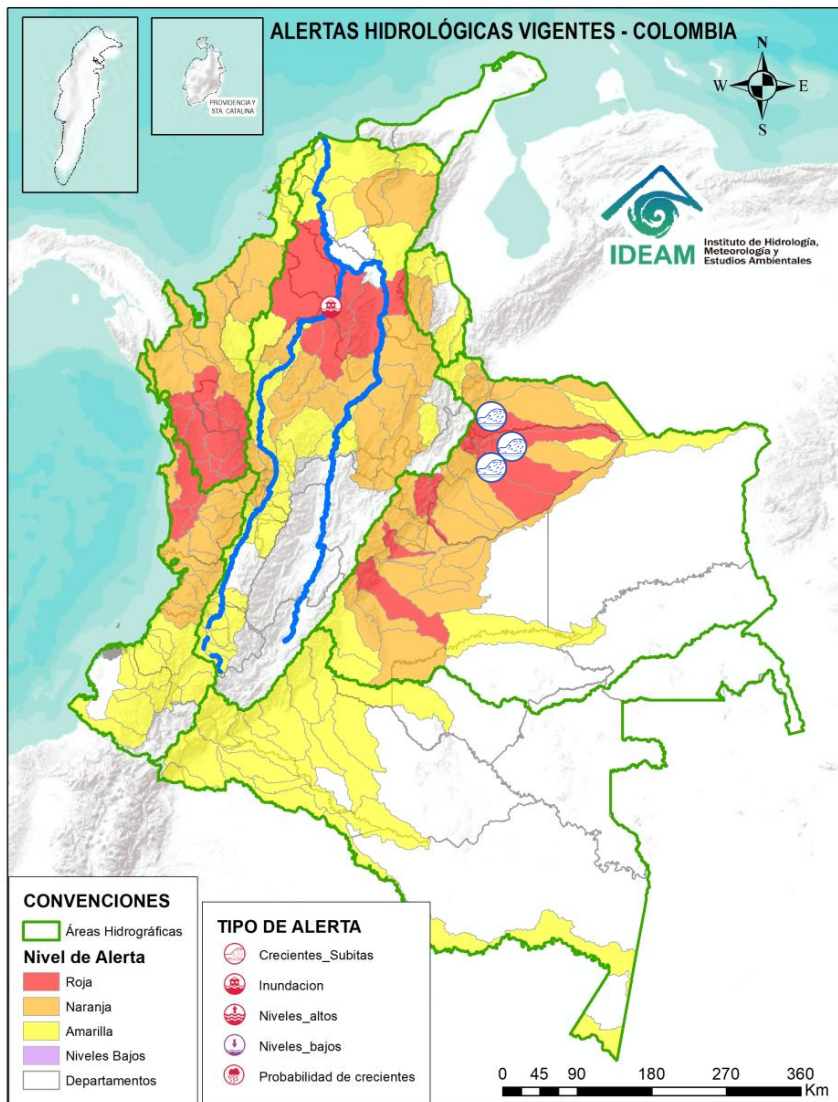 ALERTAS HIDROLÓGICAS VIGENTES - COLOMBIA
PROVIDENCIA Y
STA. CATALINA
N
W
E
S
IDEAM
Instituto de Hidrología,
Meteorología y
Estudios Ambientales
CONVENCIONES
Áreas Hidrográficas
Nivel de Alerta
Roja
Naranja
Amarilla
Niveles Bajos
Departamentos
TIPO DE ALERTA
Crecientes_Subitas
Inundacion
Niveles_altos
Niveles_bajos
Probabilidad de crecientes
0 45 90 180 270 360
Km